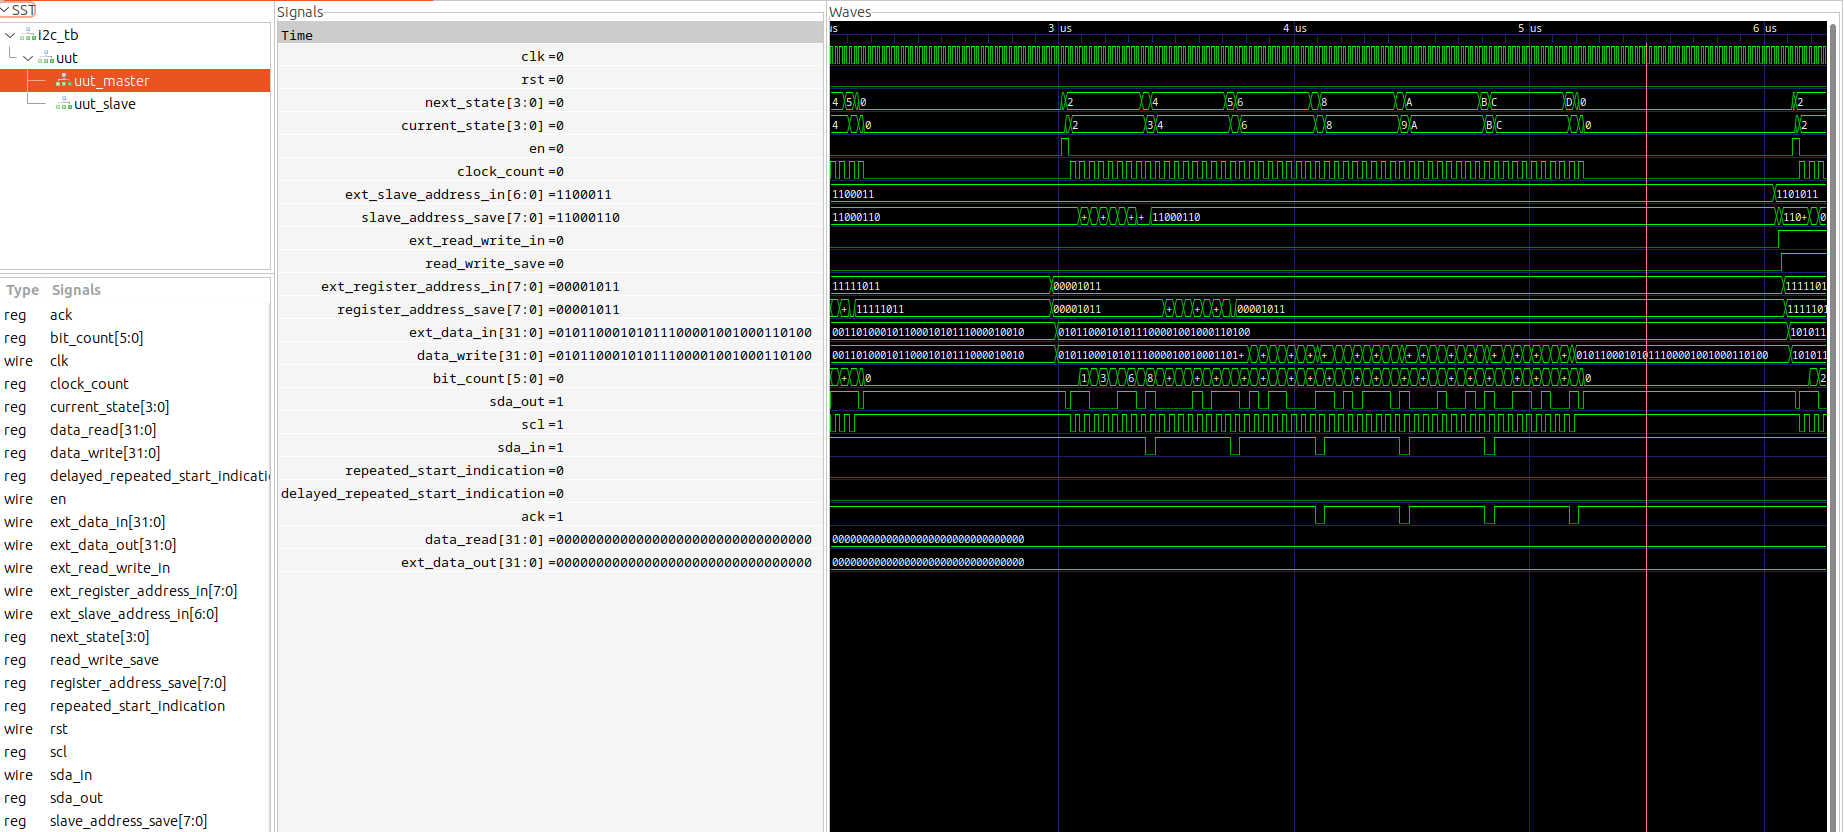 SST
i2c_tb
uut
uut_master
uut_slave
Type Signals
reg ack
reg bit_count[5:0]
wire clk
reg clock_count
reg current_state[3:0]
reg data_read[31:0]
reg data_write[31:0]
reg delayed_repeated_start_indicati
wire en
wire ext_data_in[31:0]
wire ext_data_out[31:0]
wire ext_read_write_in
wire ext_register_address_in[7:0]
wire ext_slave_address_in[6:0]
reg next_state[3:0]
reg read_write_save
reg register_address_save[7:0]
reg repeated_start_indication
wire rst
reg scl
wire sda_in
reg sda_out
reg slave_address_save[7:0]
Signals
Time
clk =0
rst =0
next_state[3:0] =0
current_state[3:0] =0
en =0
clock_count =0
ext_slave_address_in[6:0] =1100011
slave_address_save[7:0] =11000110
ext_read_write_in =0
read_write_save =0
ext_register_address_in[7:0] =00001011
register_address_save[7:0] =00001011
ext_data_in[31:0] =01011000101011100001001000110100
data_write[31:0] =01011000101011100001001000110100
bit_count[5:0] =0
sda_out =1
scl =1
sda_in =1
repeated_start_indication =0
delayed_repeated_start_indication =0
ack =1
data_read[31:0] =00000000000000000000000000000000
ext_data_out[31:0] =00000000000000000000000000000000
Waves
us 3 us 4 us 5 us 6 us
4 5 0 2 4 5 6 8 A B C D 0 2
4 0 2 3 4 6 8 9 A B C 0 2
1100011 1101011
11000110 + + + + 11000110 110+ 0
11111011 00001011 1111101
+ 11111011 00001011 + + + 00001011 1111101
00110100010110001010111000010010 01011000101011100001001000110100 101011
00110100010110001010111000010010 010110001010111000010010001101+ + + + + + + + + + + + + + + 01011000101011100001001000110100 101011
+ 0 1 3 6 8 + + + + + + + + + + + + + + + + + + 0 2
00000000000000000000000000000000
00000000000000000000000000000000